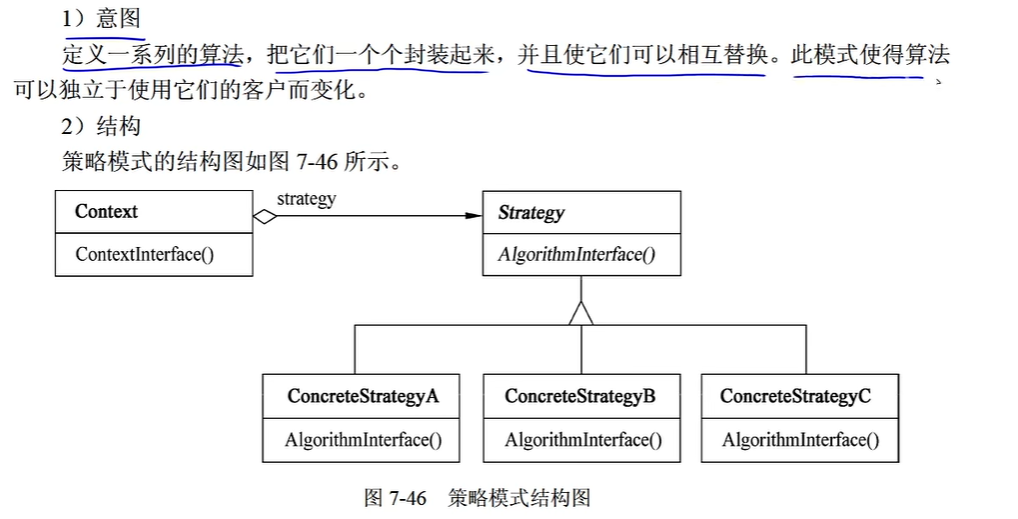 1）意图
定义一系列的算法，把它们一个个封装起来，并且使它们可以相互替换。此模式使得算法
可以独立于使用它们的客户而变化。
2）结构
策略模式的结构图如图 7-46 所示。
strategy
Context
Strategy
ContextInterface()
AlgorithmInterface()
ConcreteStrategyA
ConcreteStrategyB
ConcreteStrategyC
AlgorithmInterface()
AlgorithmInterface()
AlgorithmInterface()
图 7-46 策略模式结构图